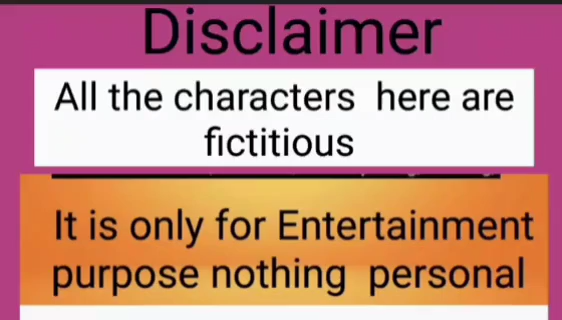 Disclaimer
All the characters here are
fictitious
It is only for Entertainment
purpose nothing personal